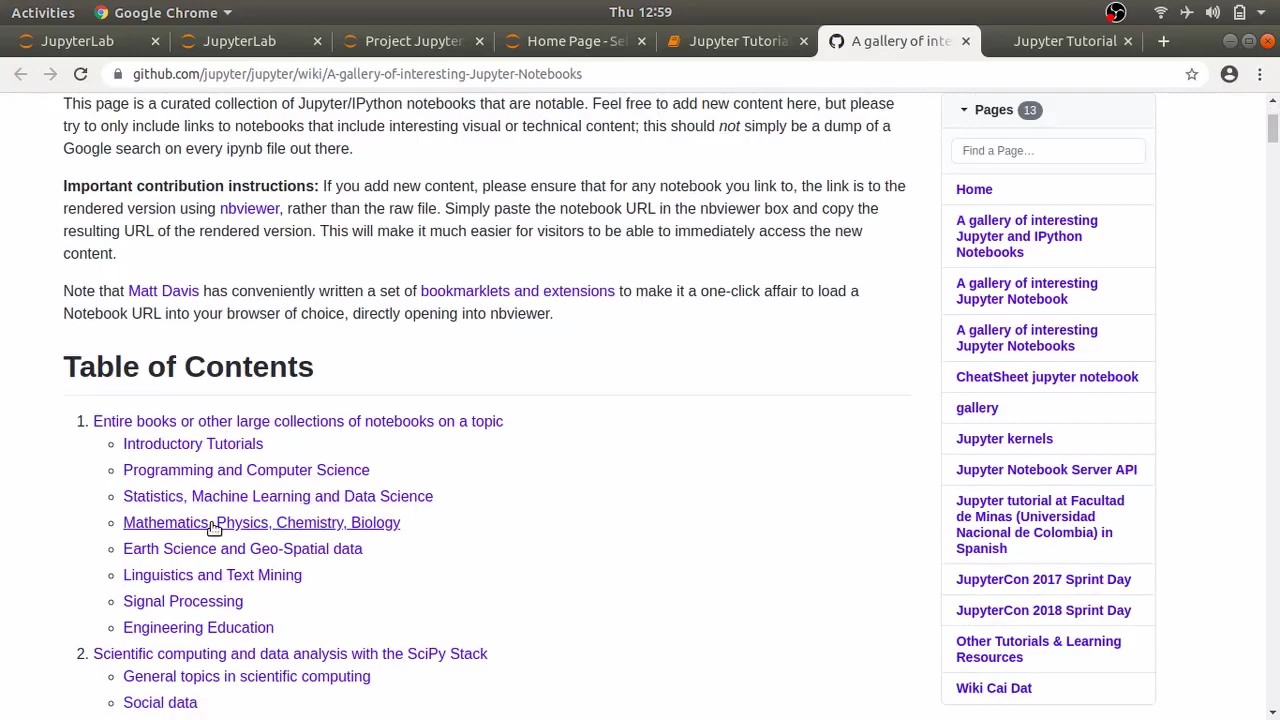 Activities Google Chrome Thu 12:59
JupyterLab JupyterLab Project Jupyter Home Page - Sel Jupyter Tutoria A gallery of inte Jupyter Tutorial
github.com/jupyter/jupyter/wiki/A-gallery-of-interesting-Jupyter-Notebooks
This page is a curated collection of Jupyter/IPython notebooks that are notable. Feel free to add new content here, but please
try to only include links to notebooks that include interesting visual or technical content; this should not simply be a dump of a
Google search on every ipynb file out there.
Important contribution instructions: If you add new content, please ensure that for any notebook you link to, the link is to the
rendered version using nbviewer, rather than the raw file. Simply paste the notebook URL in the nbviewer box and copy the
resulting URL of the rendered version. This will make it much easier for visitors to be able to immediately access the new
content.
Note that Matt Davis has conveniently written a set of bookmarklets and extensions to make it a one-click affair to load a
Notebook URL into your browser of choice, directly opening into nbviewer.
Table of Contents
1. Entire books or other large collections of notebooks on a topic
Introductory Tutorials
Programming and Computer Science
Statistics, Machine Learning and Data Science
Mathematics, Physics, Chemistry, Biology
Earth Science and Geo-Spatial data
Linguistics and Text Mining
Signal Processing
Engineering Education
2. Scientific computing and data analysis with the SciPy Stack
General topics in scientific computing
Social data
Pages 13
Find a Page…
Home
A gallery of interesting
Jupyter and IPython
Notebooks
A gallery of interesting
Jupyter Notebook
A gallery of interesting
Jupyter Notebooks
CheatSheet jupyter notebook
gallery
Jupyter kernels
Jupyter Notebook Server API
Jupyter tutorial at Facultad
de Minas (Universidad
Nacional de Colombia) in
Spanish
JupyterCon 2017 Sprint Day
JupyterCon 2018 Sprint Day
Other Tutorials & Learning
Resources
Wiki Cai Dat